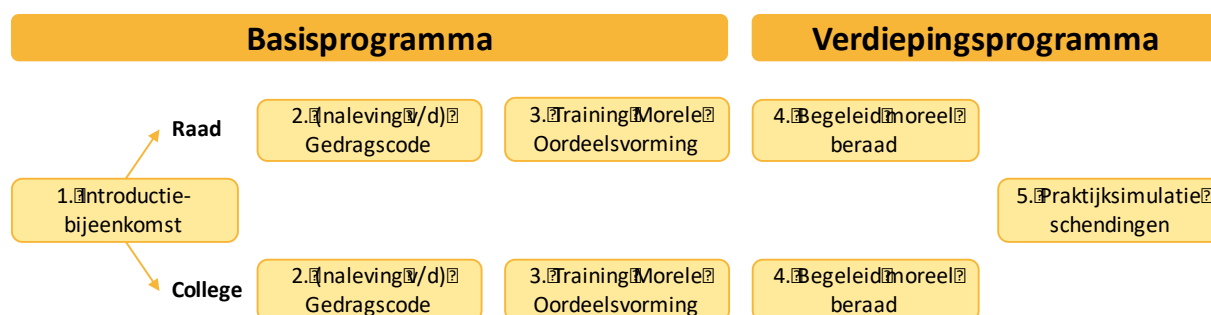 Basisprogramma
Verdiepingsprogramma
Raad
2. (naleving v/d)
Gedragscode
3. Training Morele
Oordeelsvorming
4. Begeleid moreel
beraad
1. Introductie-
bijeenkomst
5. Praktijksimulatie
schendingen
College
2. (naleving v/d)
Gedragscode
3. Training Morele
Oordeelsvorming
4. Begeleid moreel
beraad